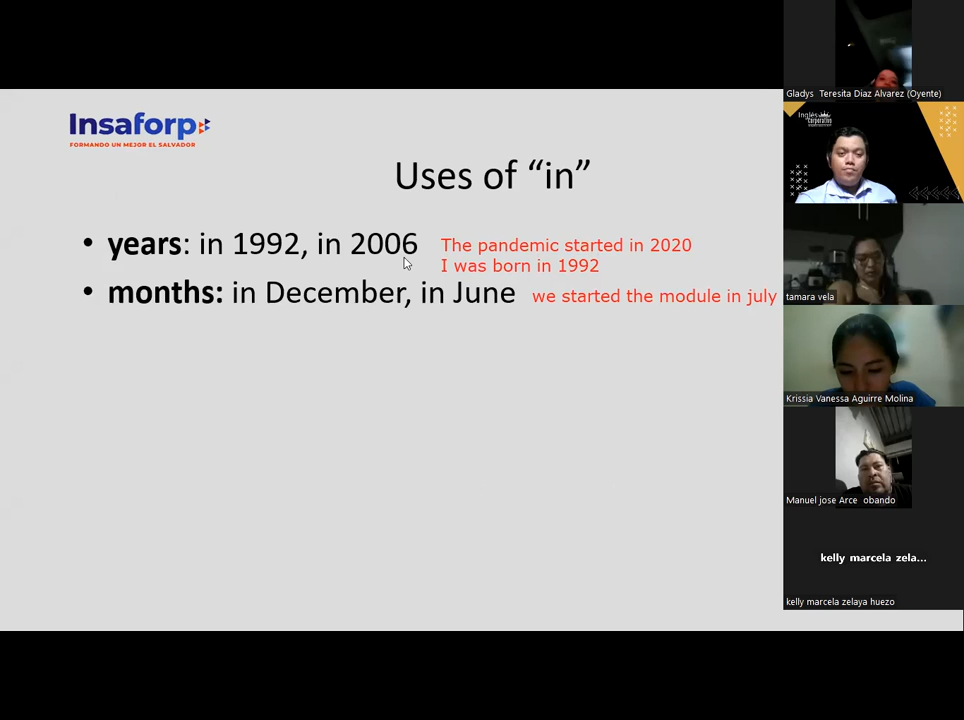 Insaforp
FORMANDO UN MEJOR EL SALVADOR
Uses of “in”
• years: in 1992, in 2006
The pandemic started in 2020
I was born in 1992
• months: in December, in June
we started the module in july
Gladys Teresita Diaz Alvarez (Oyente)
Inglés
corporativo
tamara vela
Krissia Vanessa Aguirre Molina
Manuel jose Arce obando
kelly marcela zela...
kelly marcela zelaya huezo